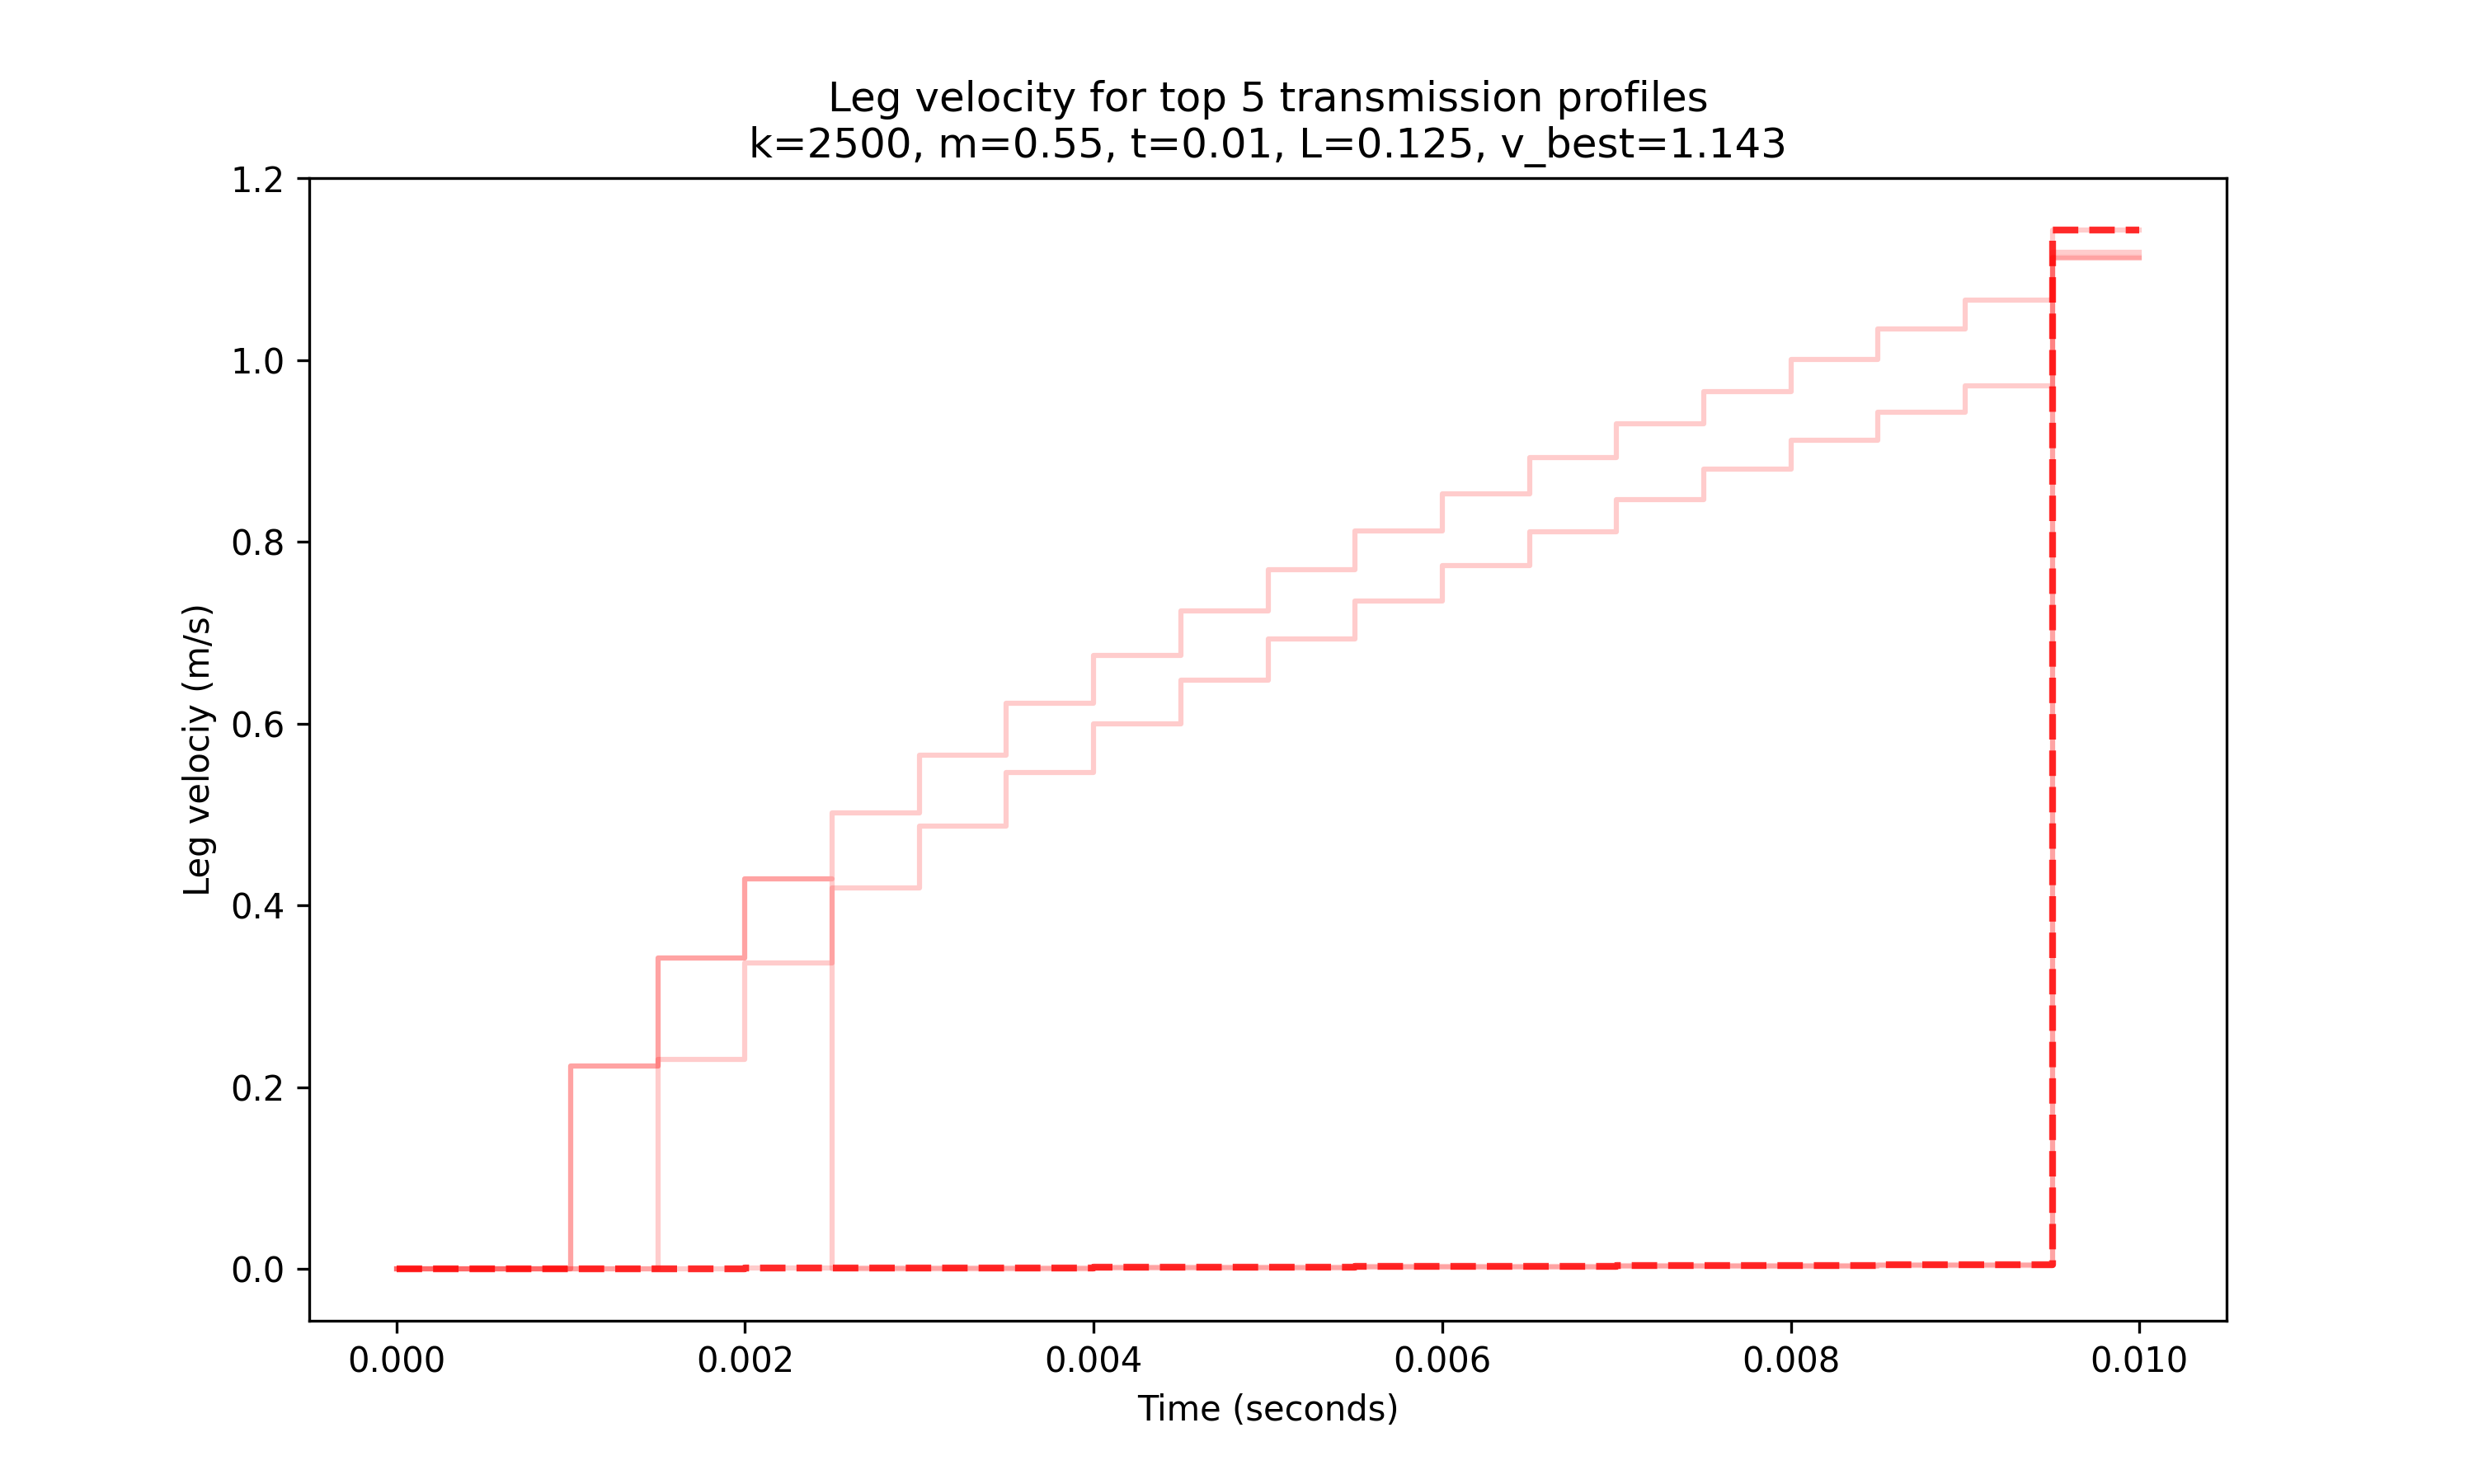 Leg velocity for top 5 transmission profiles
k=2500, m=0.55, t=0.01, L=0.125, v_best=1.143
1.2
1.0
0.8
0.6
0.4
0.2
0.0
Leg velociy (m/s)
0.000 0.002 0.004 0.006 0.008 0.010
Time (seconds)